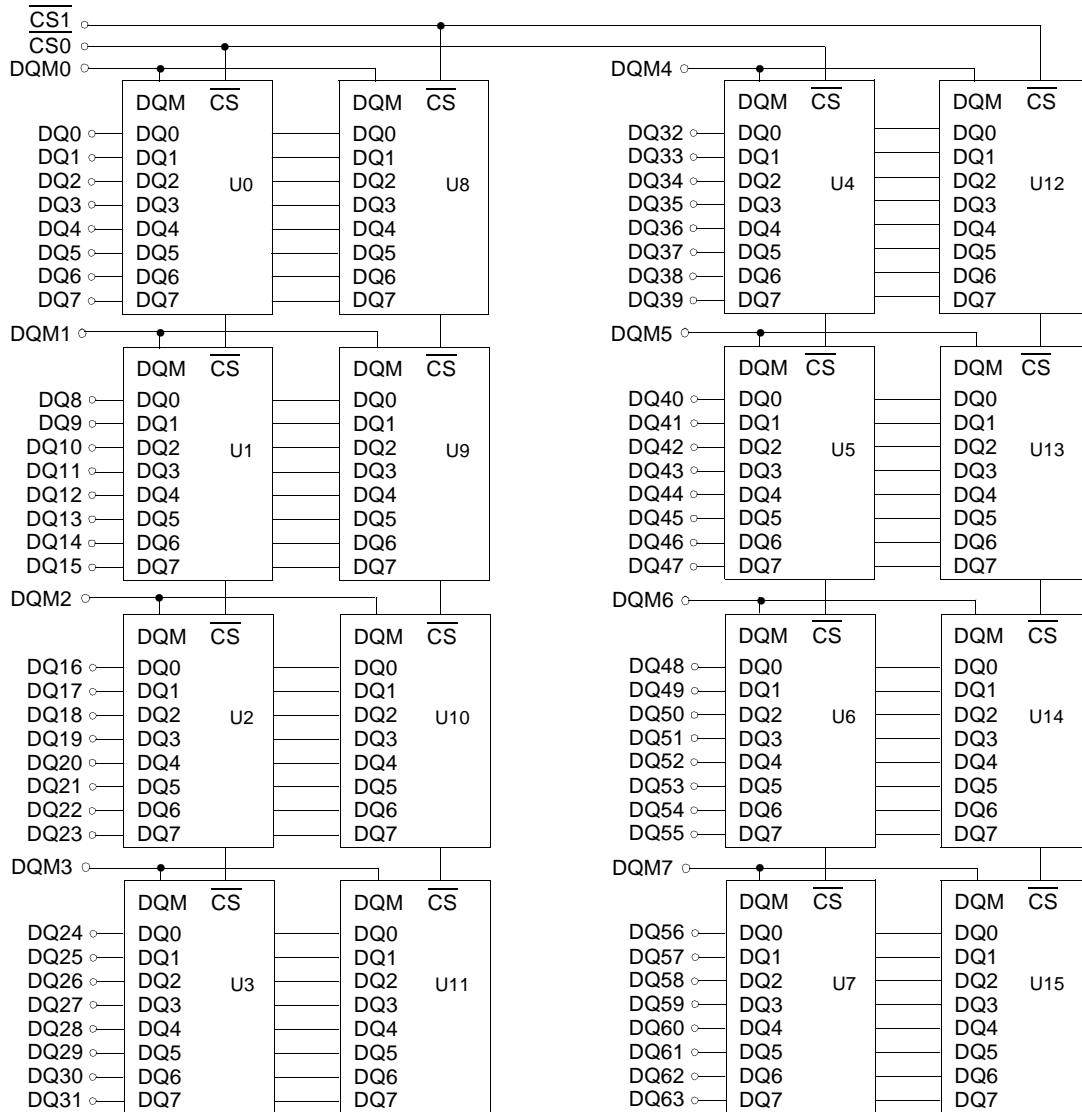 CS1
CS0
DQM0 DQM4
DQM CS DQM CS DQM CS DQM CS
DQ0 DQ0 DQ0 DQ32 DQ0 DQ0
DQ1 DQ1 DQ1 DQ33 DQ1 DQ1
DQ2 DQ2 U0 DQ2 U8 DQ34 DQ2 U4 DQ2 U12
DQ3 DQ3 DQ3 DQ35 DQ3 DQ3
DQ4 DQ4 DQ4 DQ36 DQ4 DQ4
DQ5 DQ5 DQ5 DQ37 DQ5 DQ5
DQ6 DQ6 DQ6 DQ38 DQ6 DQ6
DQ7 DQ7 DQ7 DQ39 DQ7 DQ7
DQM1 DQM5
DQM CS DQM CS DQM CS DQM CS
DQ8 DQ0 DQ0 DQ40 DQ0 DQ0
DQ9 DQ1 DQ1 DQ41 DQ1 DQ1
DQ10 DQ2 U1 DQ2 U9 DQ42 DQ2 U5 DQ2 U13
DQ11 DQ3 DQ3 DQ43 DQ3 DQ3
DQ12 DQ4 DQ4 DQ44 DQ4 DQ4
DQ13 DQ5 DQ5 DQ45 DQ5 DQ5
DQ14 DQ6 DQ6 DQ46 DQ6 DQ6
DQ15 DQ7 DQ7 DQ47 DQ7 DQ7
DQM2 DQM6
DQM CS DQM CS DQM CS DQM CS
DQ16 DQ0 DQ0 DQ48 DQ0 DQ0
DQ17 DQ1 DQ1 DQ49 DQ1 DQ1
DQ18 DQ2 U2 DQ2 U10 DQ50 DQ2 U6 DQ2 U14
DQ19 DQ3 DQ3 DQ51 DQ3 DQ3
DQ20 DQ4 DQ4 DQ52 DQ4 DQ4
DQ21 DQ5 DQ5 DQ53 DQ5 DQ5
DQ22 DQ6 DQ6 DQ54 DQ6 DQ6
DQ23 DQ7 DQ7 DQ55 DQ7 DQ7
DQM3 DQM7
DQM CS DQM CS DQM CS DQM CS
DQ24 DQ0 DQ0 DQ56 DQ0 DQ0
DQ25 DQ1 DQ1 DQ57 DQ1 DQ1
DQ26 DQ2 U3 DQ2 U11 DQ58 DQ2 U7 DQ2 U15
DQ27 DQ3 DQ3 DQ59 DQ3 DQ3
DQ28 DQ4 DQ4 DQ60 DQ4 DQ4
DQ29 DQ5 DQ5 DQ61 DQ5 DQ5
DQ30 DQ6 DQ6 DQ62 DQ6 DQ6
DQ31 DQ7 DQ7 DQ63 DQ7 DQ7